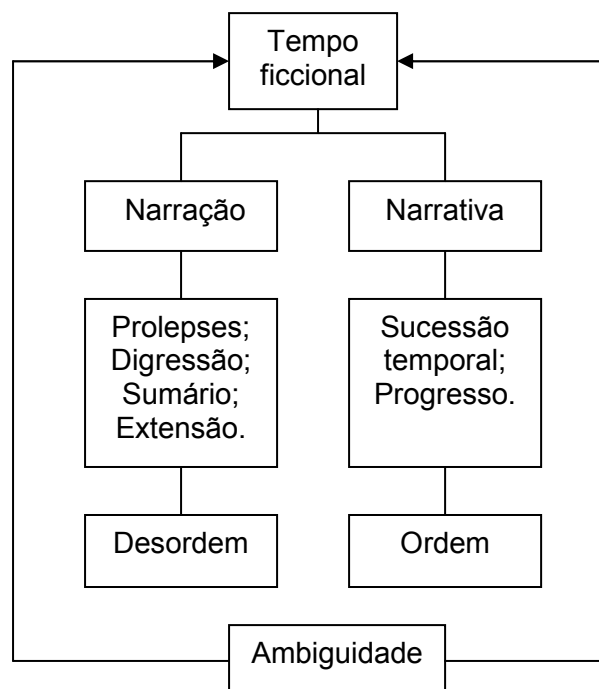 Tempo
ficcional
Narração
Narrativa
Prolepses;
Digressão;
Sumário;
Extensão.
Sucessão
temporal;
Progresso.
Desordem
Ordem
Ambiguidade